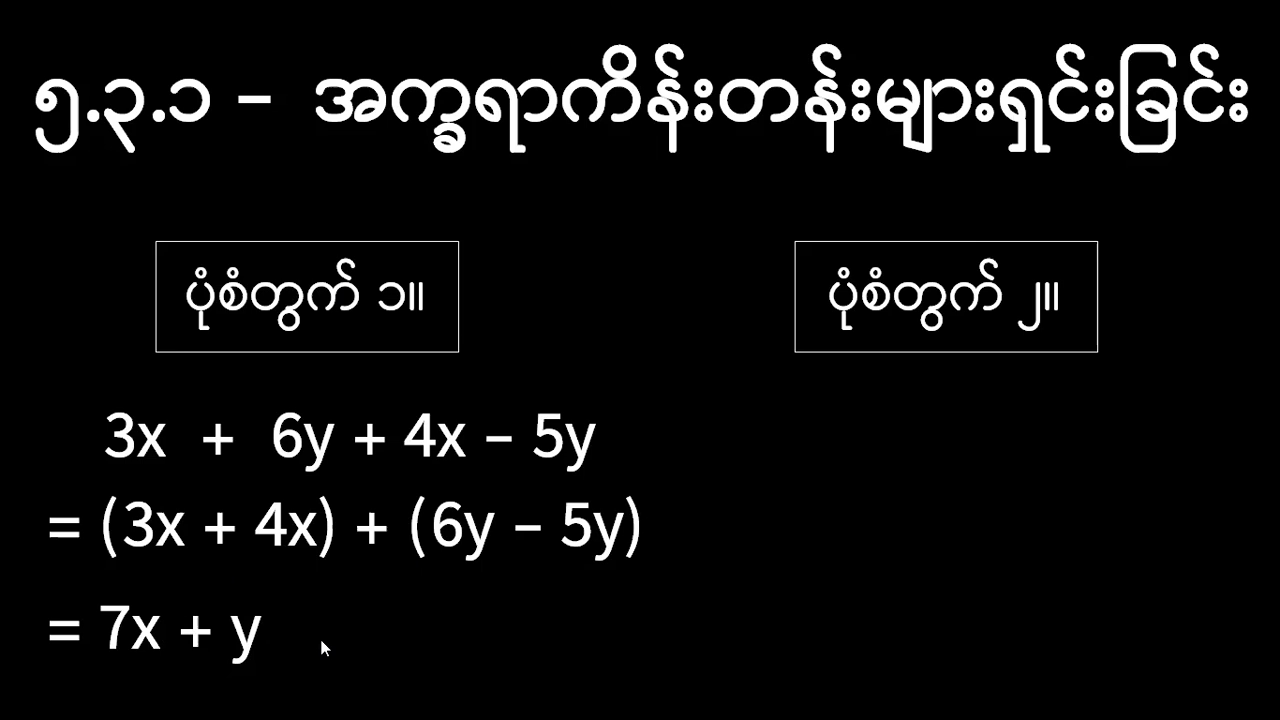 ၅.၃.၁ – အက္ခရာကိန်းတန်းများရှင်းခြင်း
ပုံစံတွက် ၁။
ပုံစံတွက် ၂။
3x + 6y + 4x – 5y
= (3x + 4x) + (6y – 5y)
= 7x + y